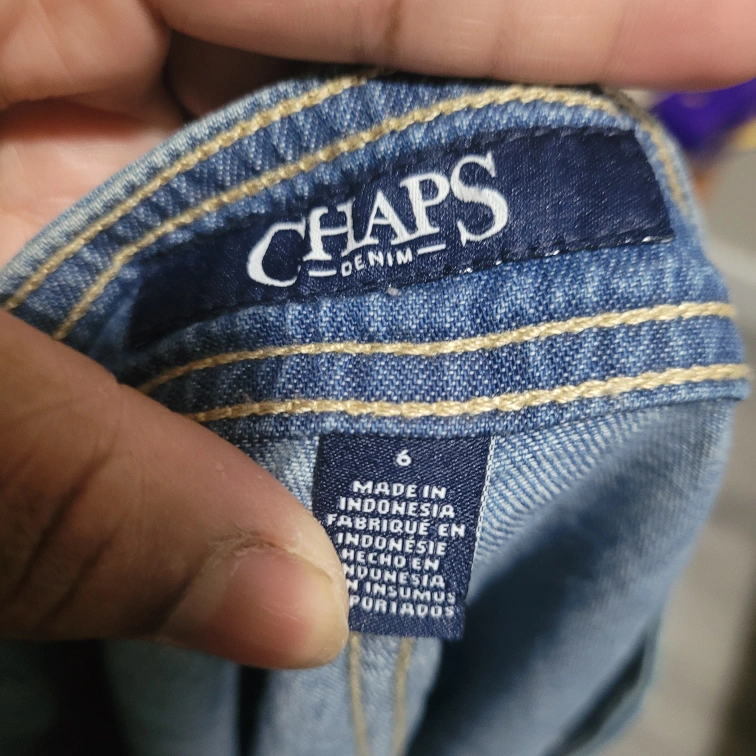 CHAPS
DENIM
6
MADE IN
INDONESIA
FABRIQUÉ EN
INDONÉSIE
HECHO EN
INDONESIA
INSUMOS